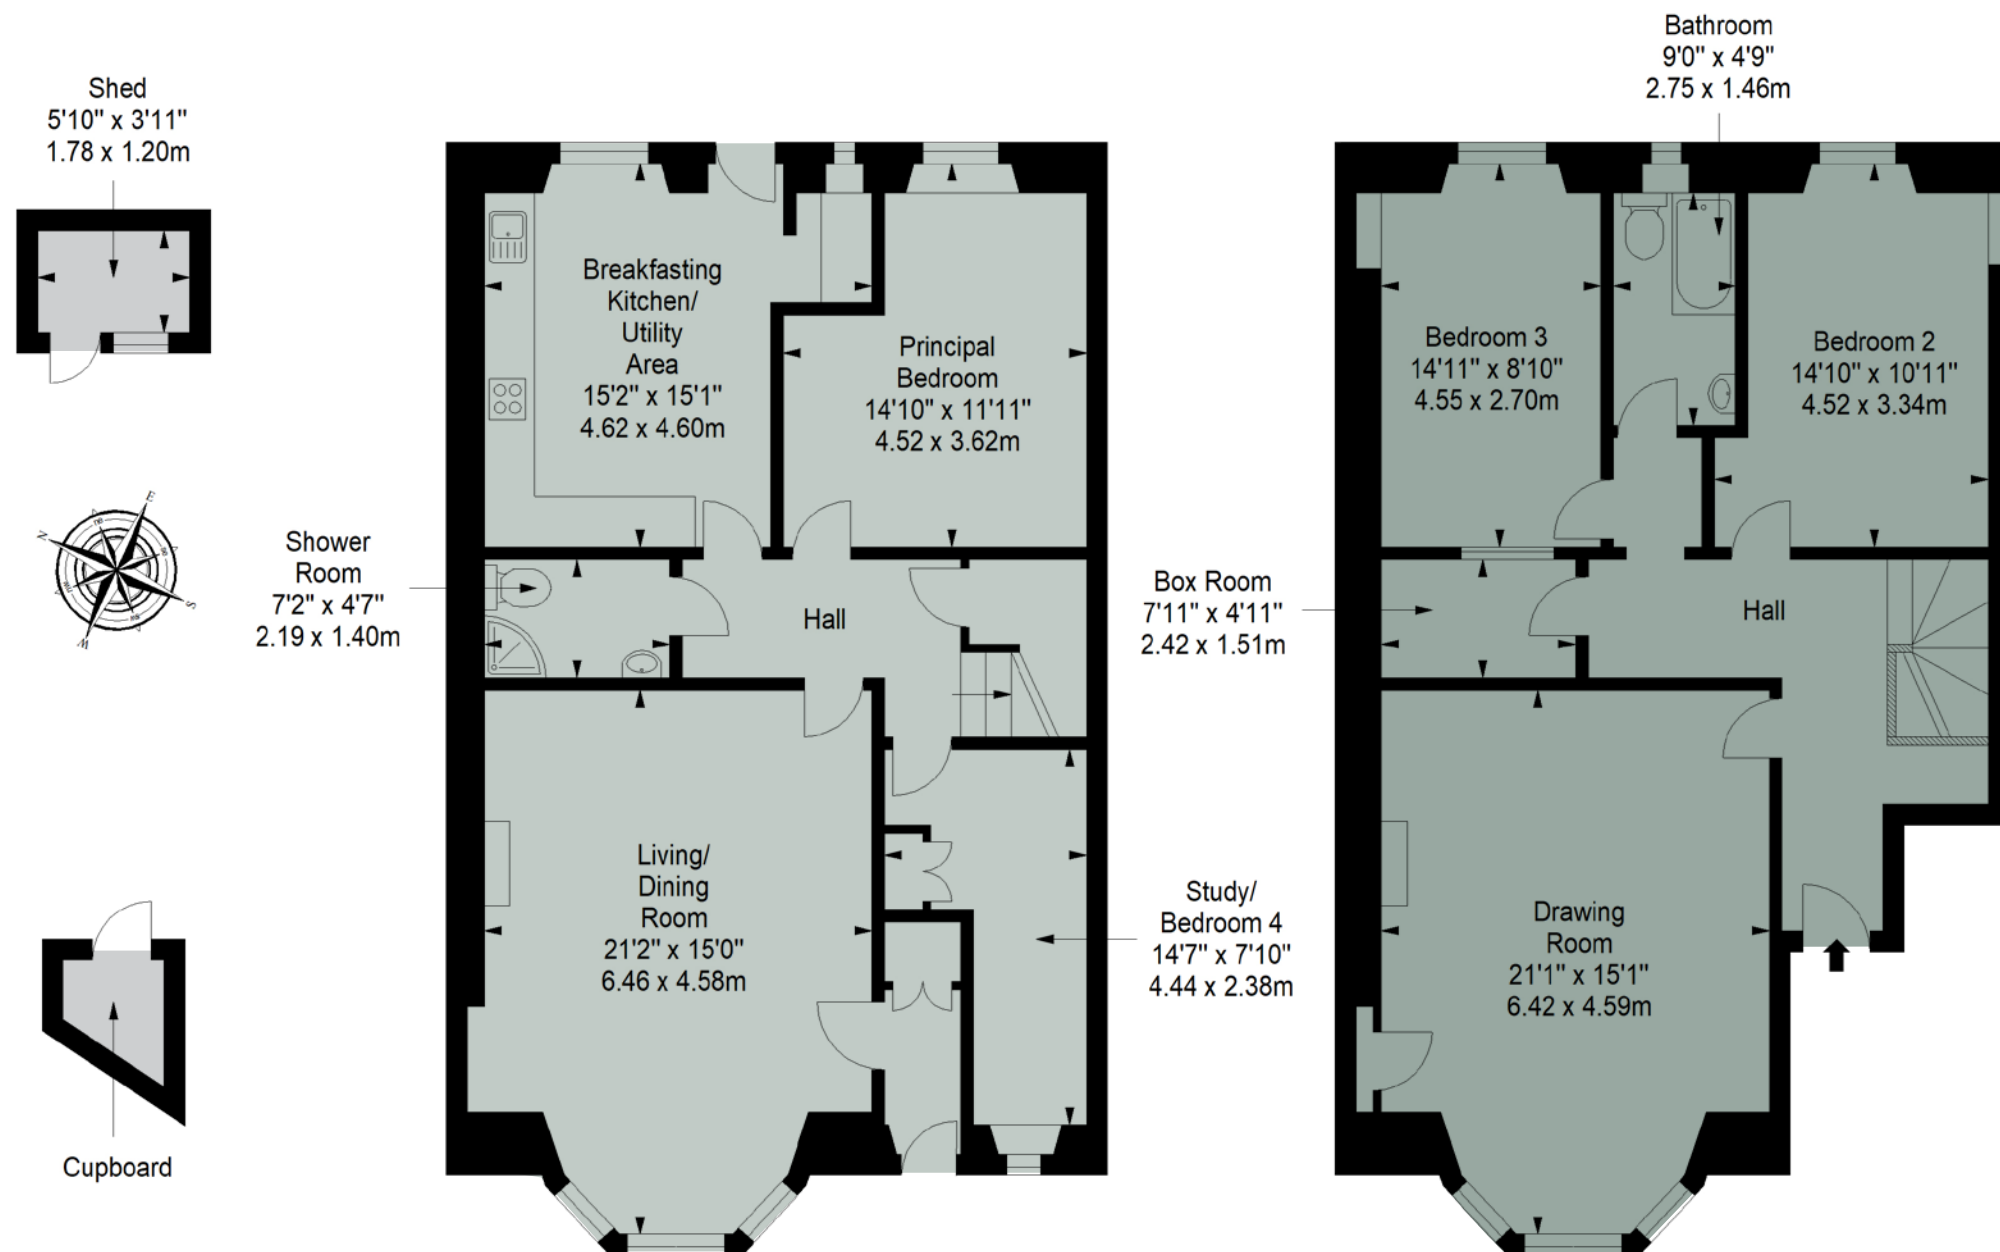 Shed
5'10" x 3'11"
1.78 x 1.20m
Bathroom
9'0" x 4'9"
2.75 x 1.46m
Breakfasting
Kitchen/
Utility
Area
15'2" x 15'1"
4.62 x 4.60m
Principal
Bedroom
14'10" x 11'11"
4.52 x 3.62m
Bedroom 3
14'11" x 8'10"
4.55 x 2.70m
Bedroom 2
14'10" x 10'11"
4.52 x 3.34m
N
E
S
W
Shower
Room
7'2" x 4'7"
2.19 x 1.40m
Hall
Box Room
7'11" x 4'11"
2.42 x 1.51m
Hall
Living/
Dining
Room
21'2" x 15'0"
6.46 x 4.58m
Study/
Bedroom 4
14'7" x 7'10"
4.44 x 2.38m
Drawing
Room
21'1" x 15'1"
6.42 x 4.59m
Cupboard